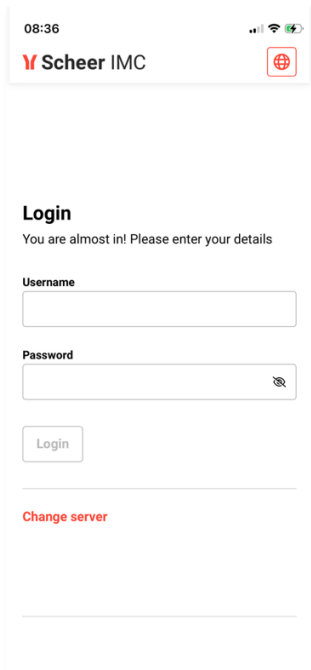 08:36
Scheer IMC
Login
You are almost in! Please enter your details
Username
Password
Login
Change server